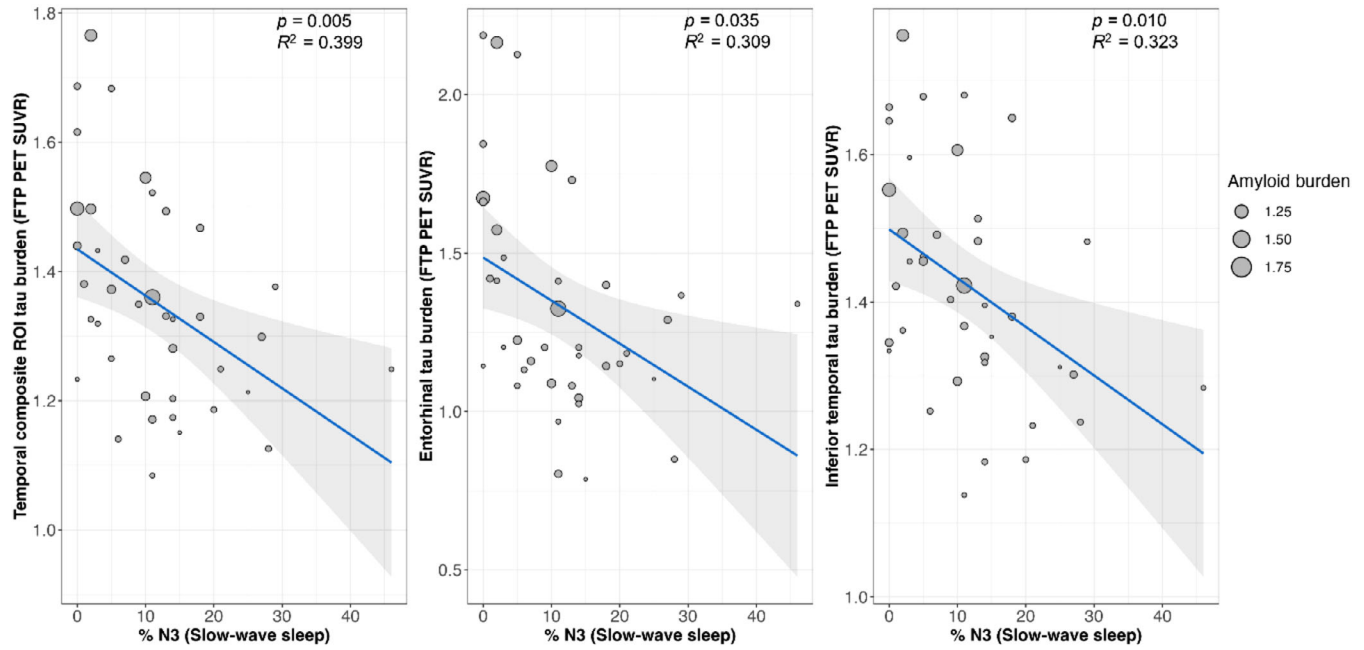 p = 0.005
R² = 0.399
1.8
1.6
1.4
1.2
1.0
Temporal composite ROI tau burden (FTP PET SUVR)
0 10 20 30 40
% N3 (Slow-wave sleep)
p = 0.035
R² = 0.309
2.0
1.5
1.0
0.5
Entorhinal tau burden (FTP PET SUVR)
0 10 20 30 40
% N3 (Slow-wave sleep)
p = 0.010
R² = 0.323
1.6
1.4
1.2
1.0
Inferior temporal tau burden (FTP PET SUVR)
0 10 20 30 40
% N3 (Slow-wave sleep)
Amyloid burden
1.25
1.50
1.75